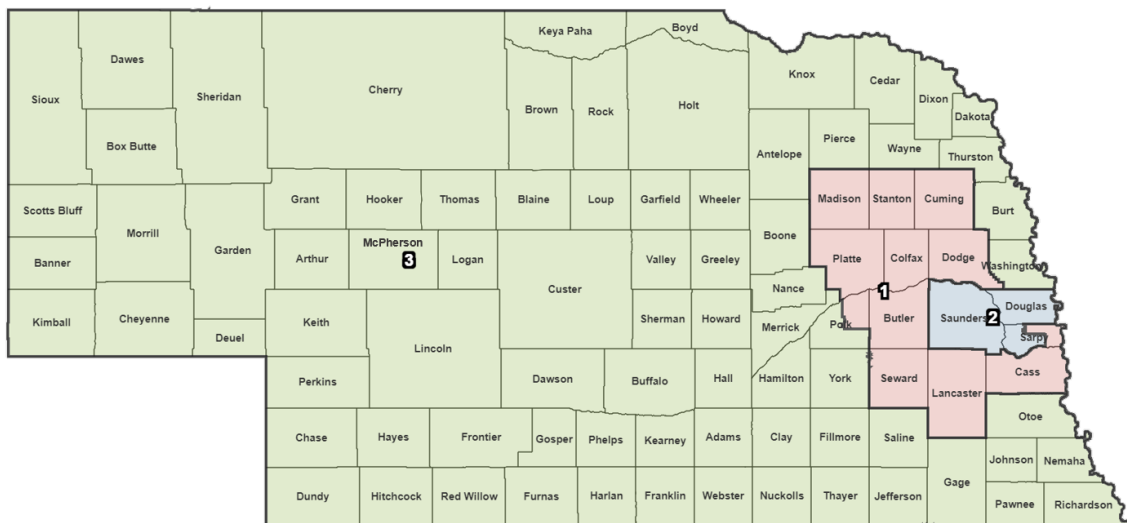 Keya Paha
Boyd
Dawes
Sioux
Sheridan
Cherry
Brown
Rock
Holt
Knox
Cedar
Dixon
Dakota
Box Butte
Antelope
Pierce
Wayne
Thurston
Scotts Bluff
Morrill
Garden
Grant
Hooker
Thomas
Blaine
Loup
Garfield
Wheeler
Boone
Madison
Stanton
Cuming
Burt
Banner
Arthur
McPherson
3
Logan
Custer
Valley
Greeley
Nance
Platte
Colfax
Dodge
Washington
Kimball
Cheyenne
Deuel
Keith
Lincoln
Sherman
Howard
Merrick
Polk
1
Butler
Saunders
2
Douglas
Sarpy
Perkins
Dawson
Buffalo
Hall
Hamilton
York
Seward
Lancaster
Cass
Otoe
Chase
Hayes
Frontier
Gosper
Phelps
Kearney
Adams
Clay
Fillmore
Saline
Gage
Johnson
Nemaha
Dundy
Hitchcock
Red Willow
Furnas
Harlan
Franklin
Webster
Nuckolls
Thayer
Jefferson
Pawnee
Richardson